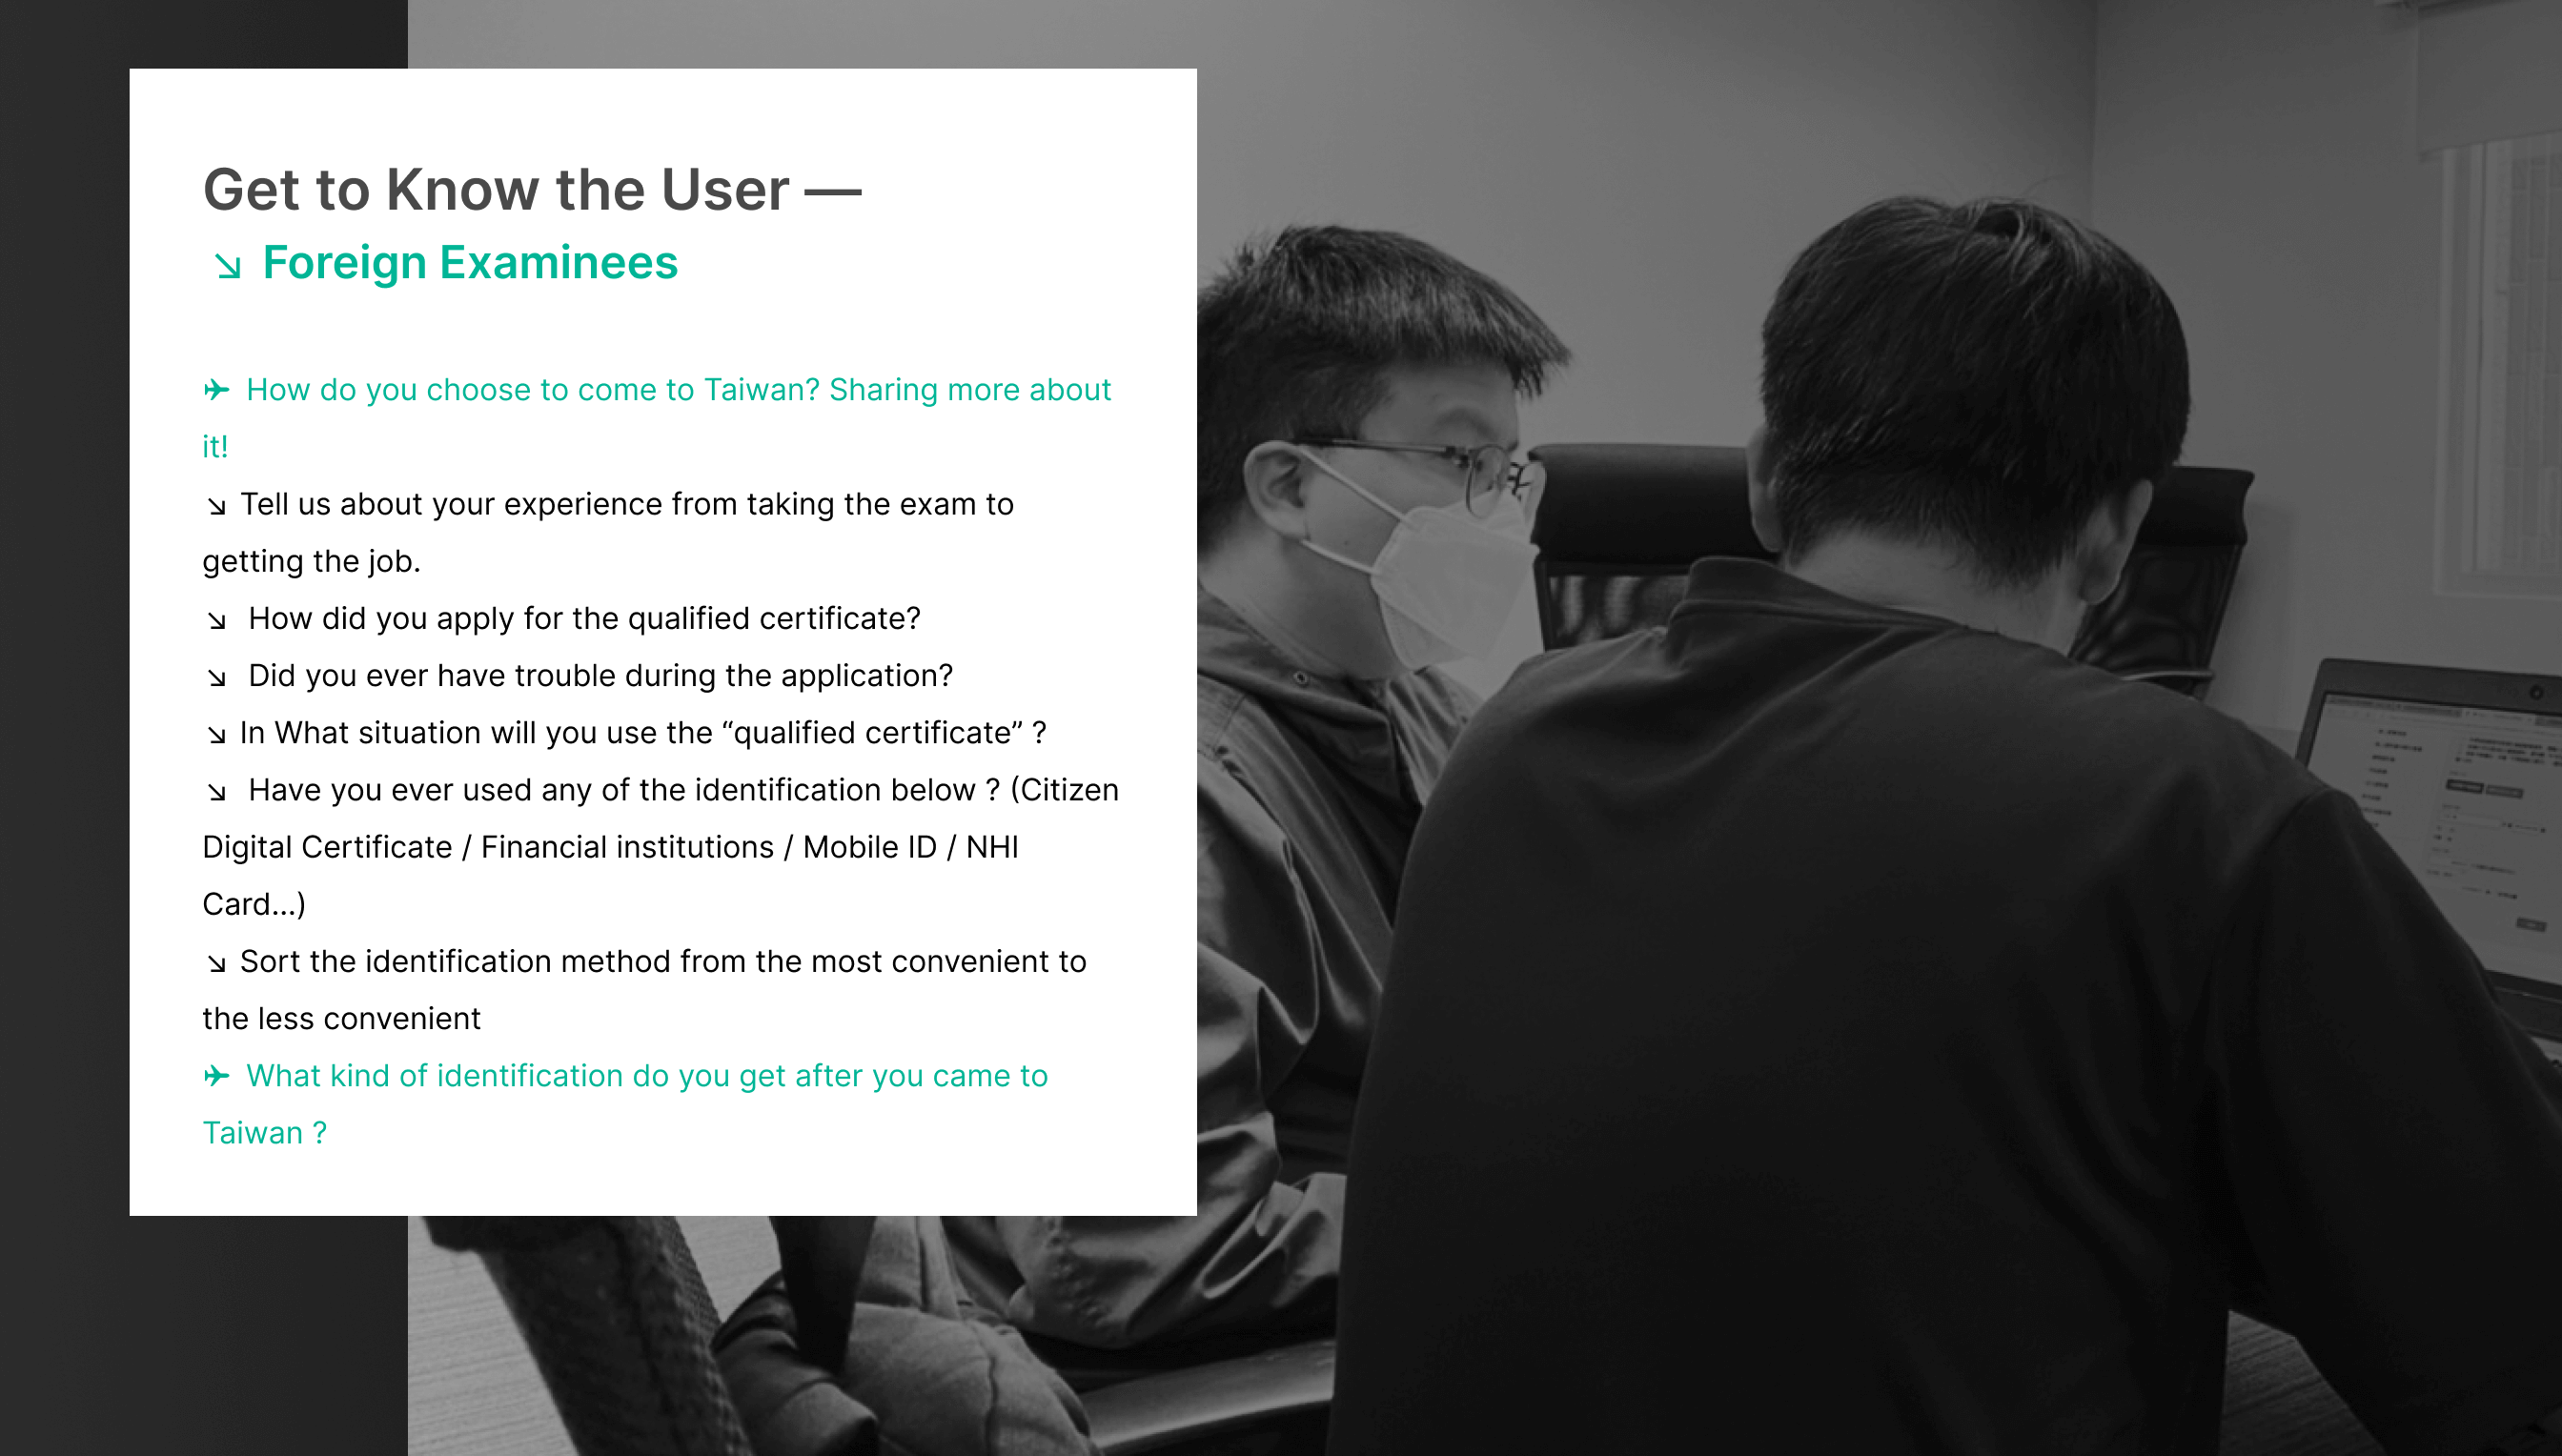 Get to Know the User —
↘ Foreign Examinees
✈ How do you choose to come to Taiwan? Sharing more about
it!
↘ Tell us about your experience from taking the exam to
getting the job.
↘ How did you apply for the qualified certificate?
↘ Did you ever have trouble during the application?
↘ In What situation will you use the “qualified certificate” ?
↘ Have you ever used any of the identification below ? (Citizen
Digital Certificate / Financial institutions / Mobile ID / NHI
Card...)
↘ Sort the identification method from the most convenient to
the less convenient
✈ What kind of identification do you get after you came to
Taiwan ?